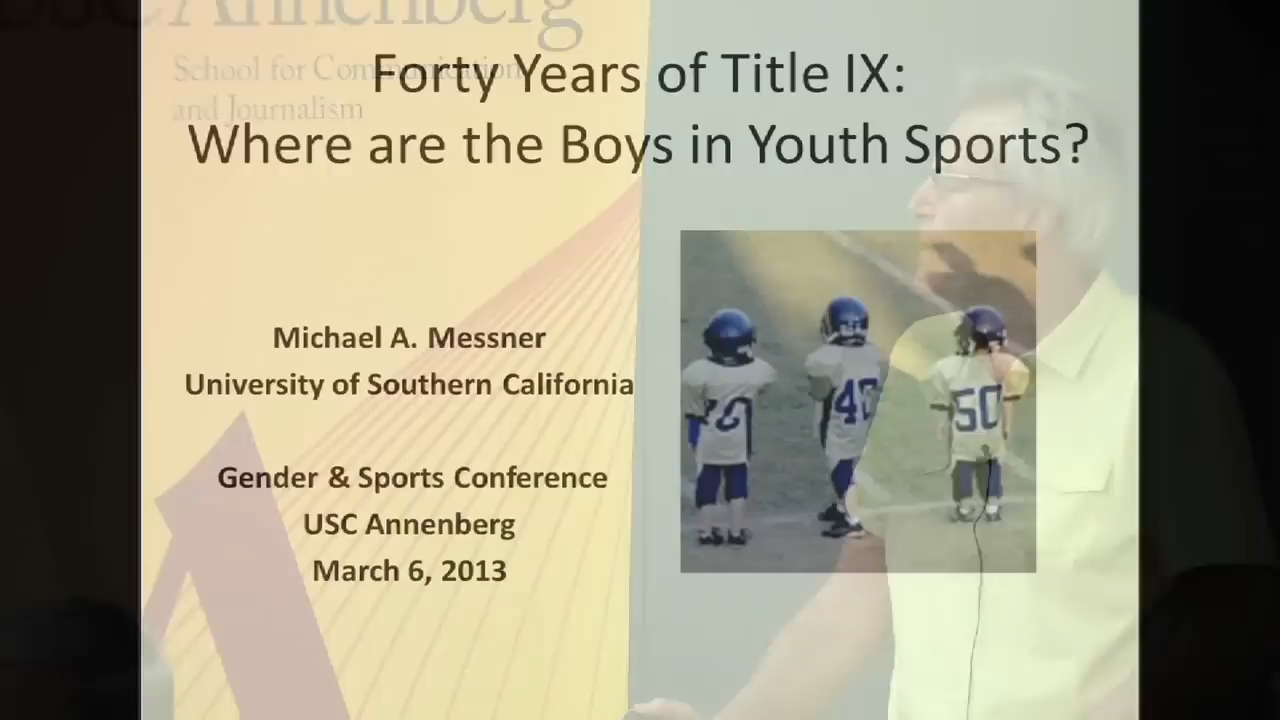 Annenberg
School for Communication
and Journalism
Forty Years of Title IX:
Where are the Boys in Youth Sports?
Michael A. Messner
University of Southern California
Gender & Sports Conference
USC Annenberg
March 6, 2013
40
50